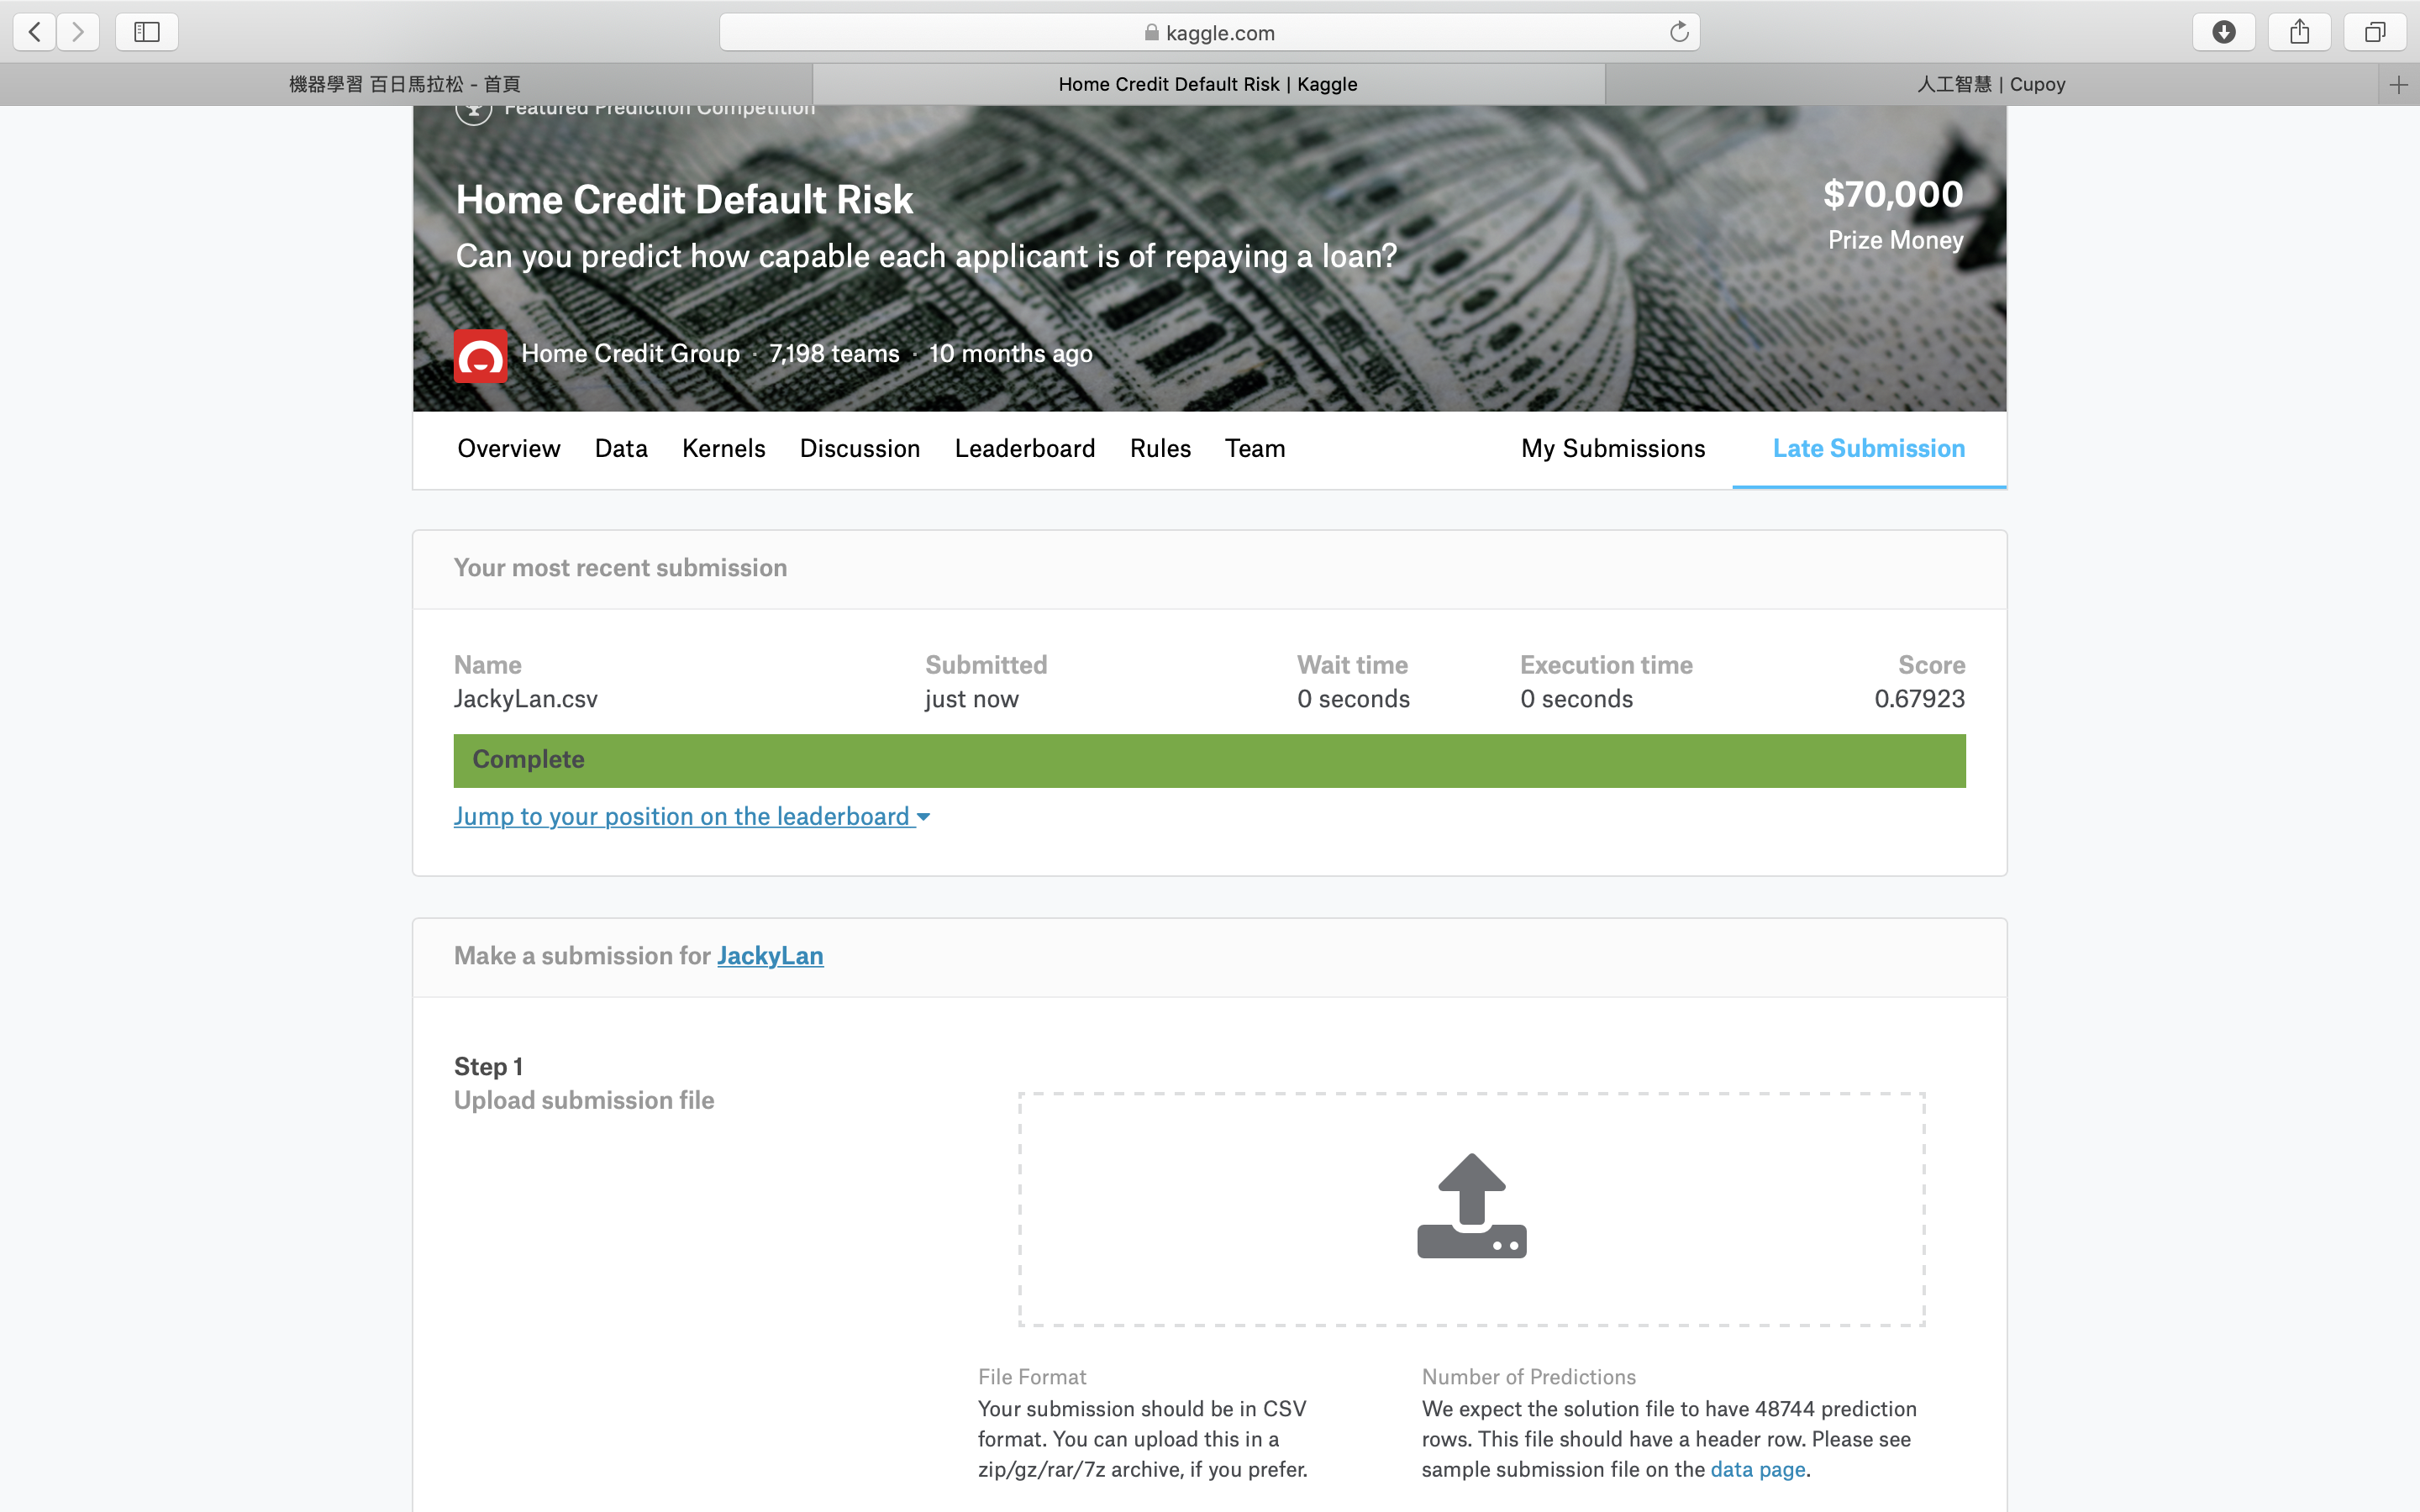 kaggle.com
機器學習 百日馬拉松 - 首頁
Home Credit Default Risk | Kaggle
人工智慧 | Cupoy
Featured Prediction Competition
Home Credit Default Risk
$70,000
Can you predict how capable each applicant is of repaying a loan?
Prize Money
Home Credit Group · 7,198 teams · 10 months ago
Overview Data Kernels Discussion Leaderboard Rules Team My Submissions Late Submission
Your most recent submission
Name Submitted Wait time Execution time Score
JackyLan.csv just now 0 seconds 0 seconds 0.67923
Complete
Jump to your position on the leaderboard
Make a submission for JackyLan
Step 1
Upload submission file
File Format
Your submission should be in CSV
format. You can upload this in a
zip/gz/rar/7z archive, if you prefer.
Number of Predictions
We expect the solution file to have 48744 prediction
rows. This file should have a header row. Please see
sample submission file on the data page.